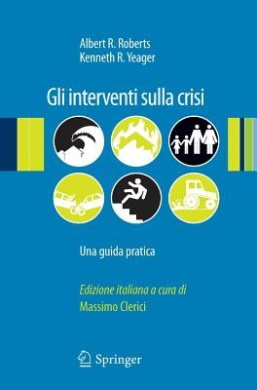 Albert R. Roberts
Kenneth R. Yeager
Gli interventi sulla crisi
Una guida pratica
Edizione italiana a cura di
Massimo Clerici
Springer